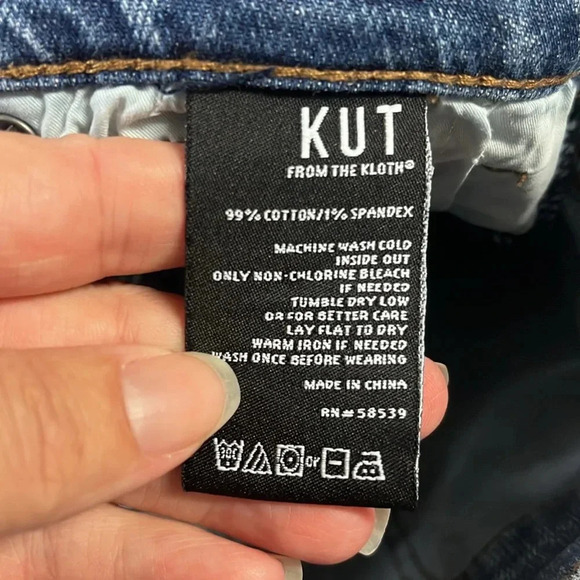 KUT
FROM THE KLOTH®
99% COTTON/1% SPANDEX
MACHINE WASH COLD
INSIDE OUT
ONLY NON-CHLORINE BLEACH
IF NEEDED
TUMBLE DRY LOW
OR FOR BETTER CARE
LAY FLAT TO DRY
WARM IRON IF NEEDED
WASH ONCE BEFORE WEARING
MADE IN CHINA
RN#58539
30C or